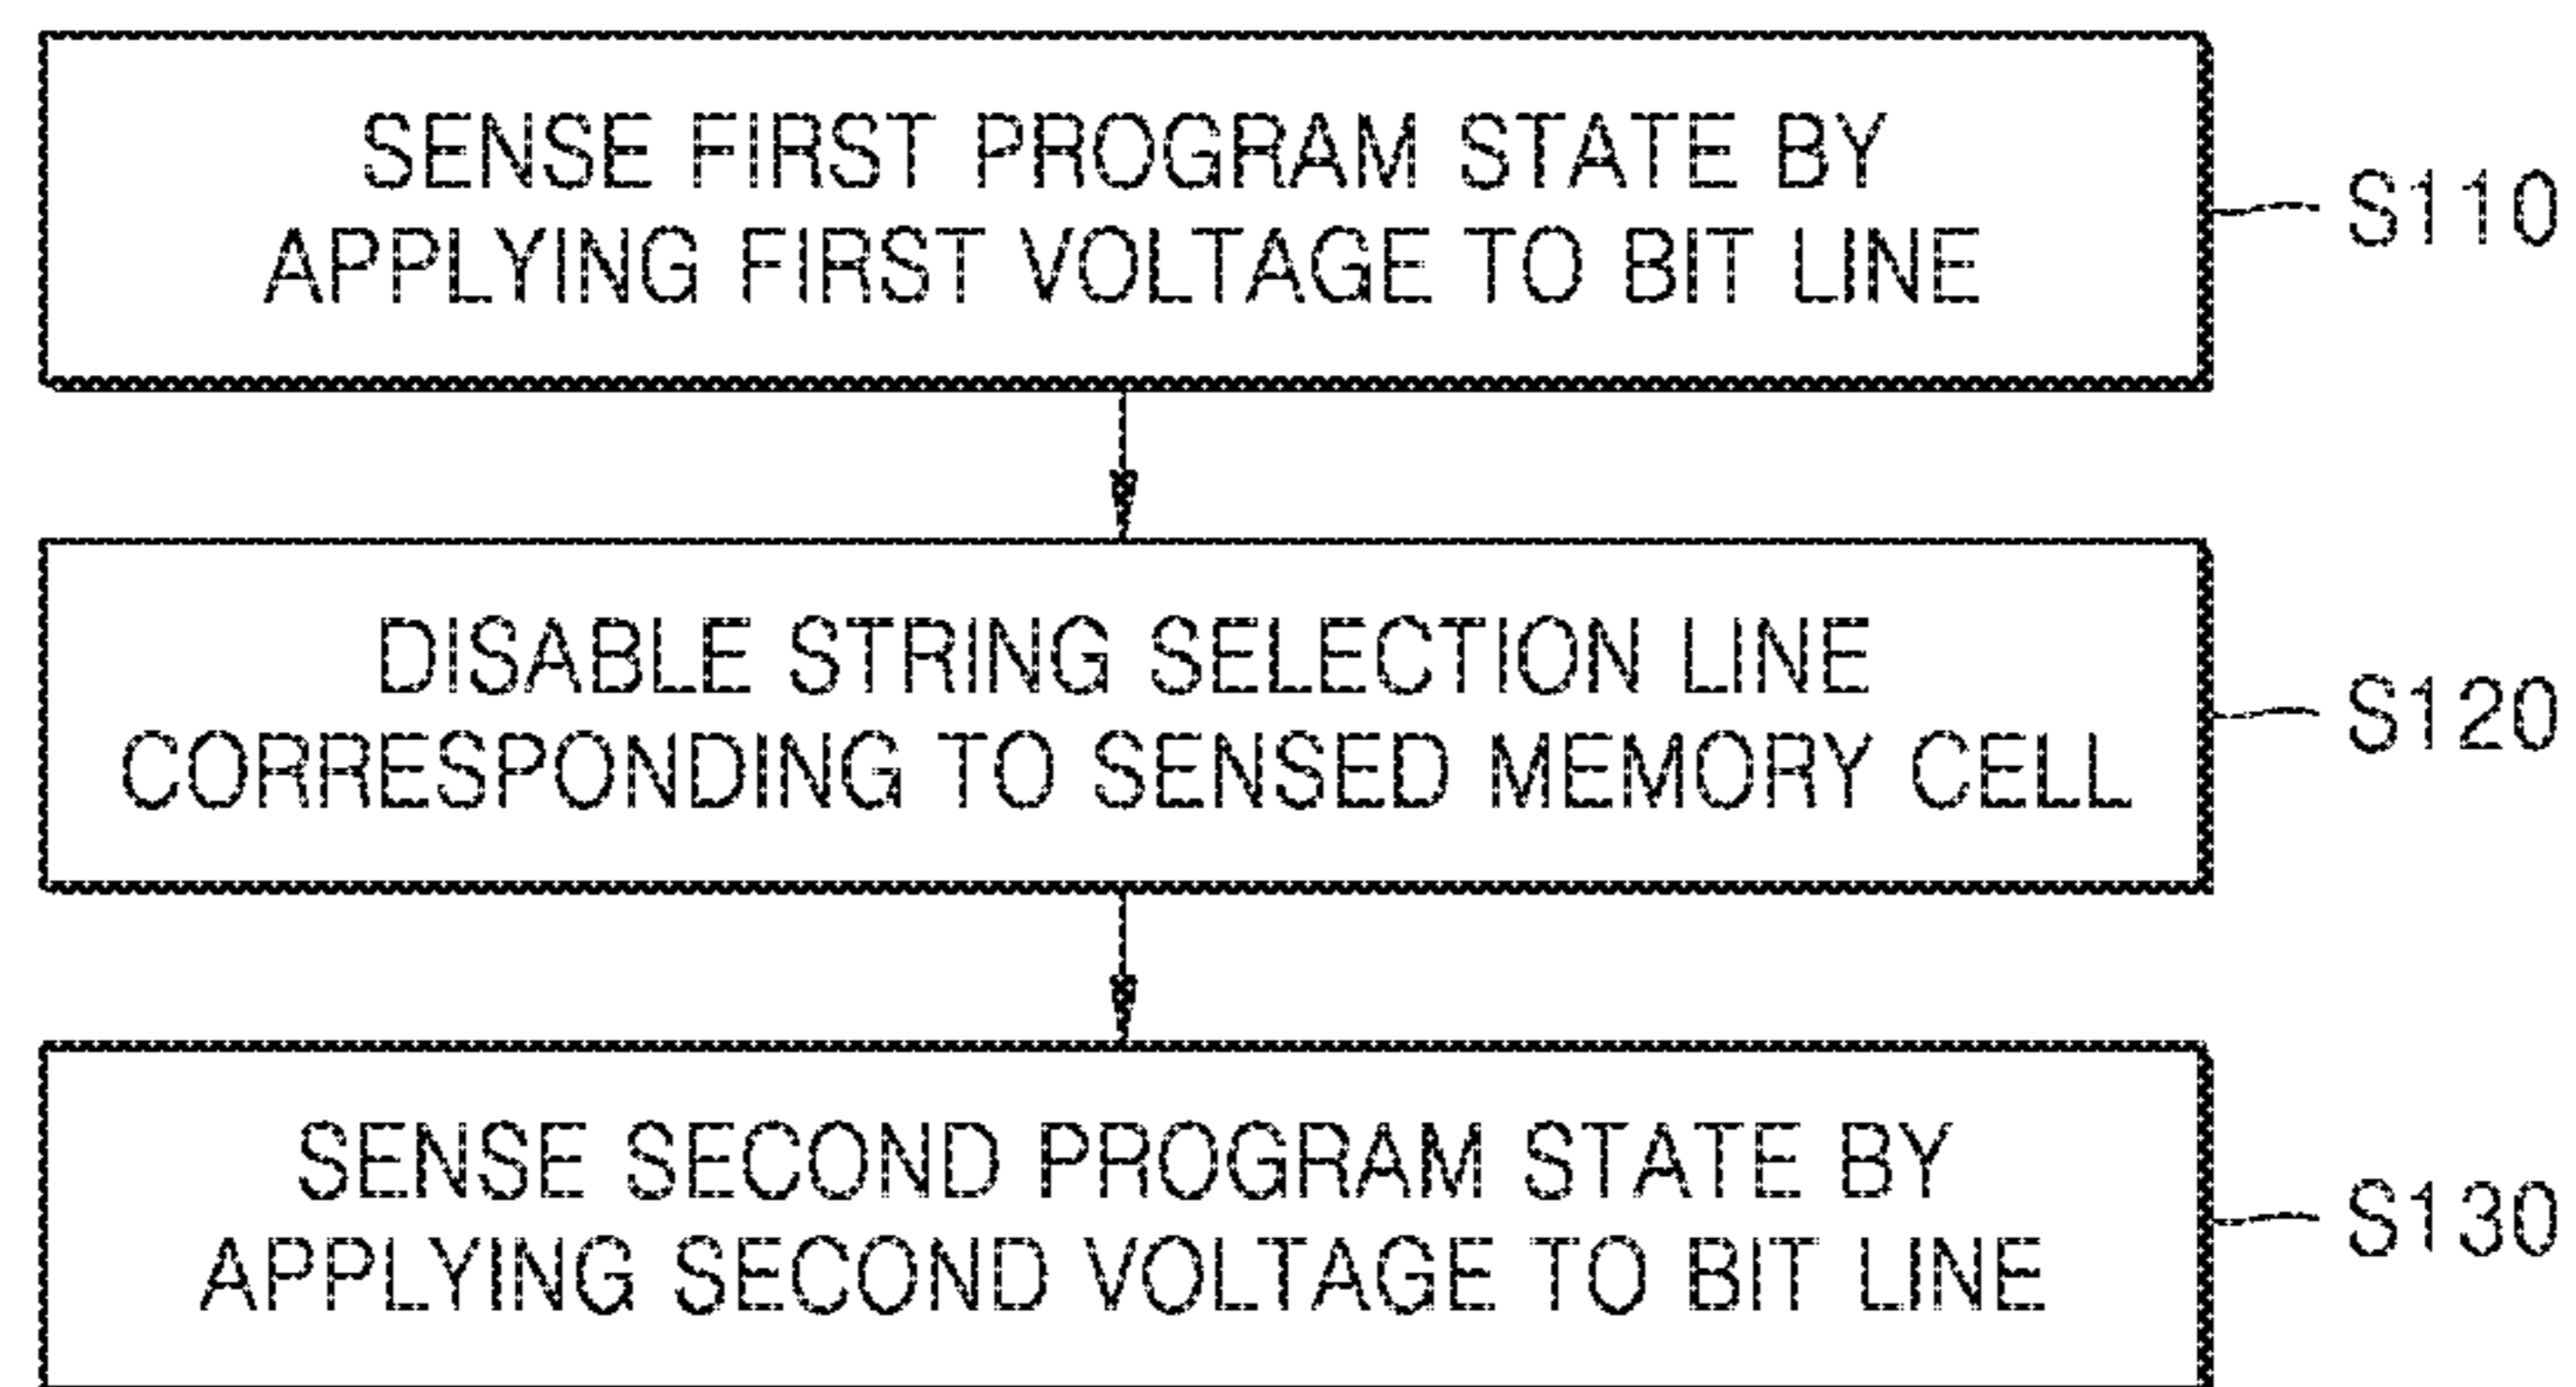 SENSE FIRST PROGRAM STATE BY
APPLYING FIRST VOLTAGE TO BIT LINE
S110
DISABLE STRING SELECTION LINE
CORRESPONDING TO SENSED MEMORY CELL
S120
SENSE SECOND PROGRAM STATE BY
APPLYING SECOND VOLTAGE TO BIT LINE
S130